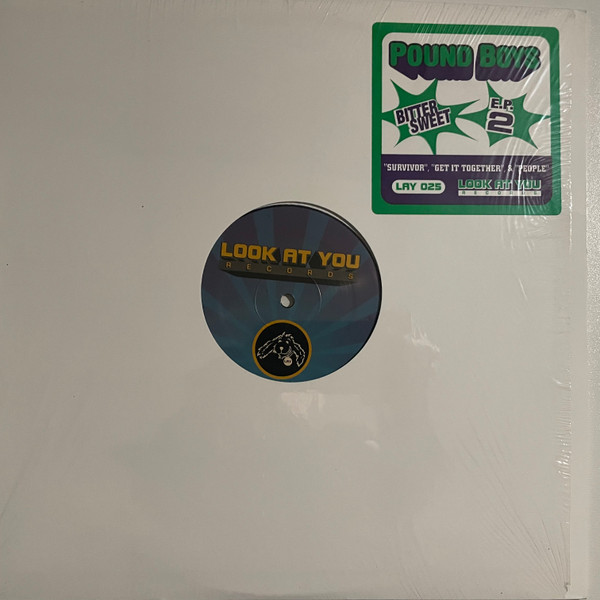 POUND BOYS
BITTER
SWEET
E.P.
2
"SURVIVOR", "GET IT TOGETHER", & "PEOPLE"
LAY 025
LOOK AT YOU
RECORDS
LOOK AT YOU
RECORDS